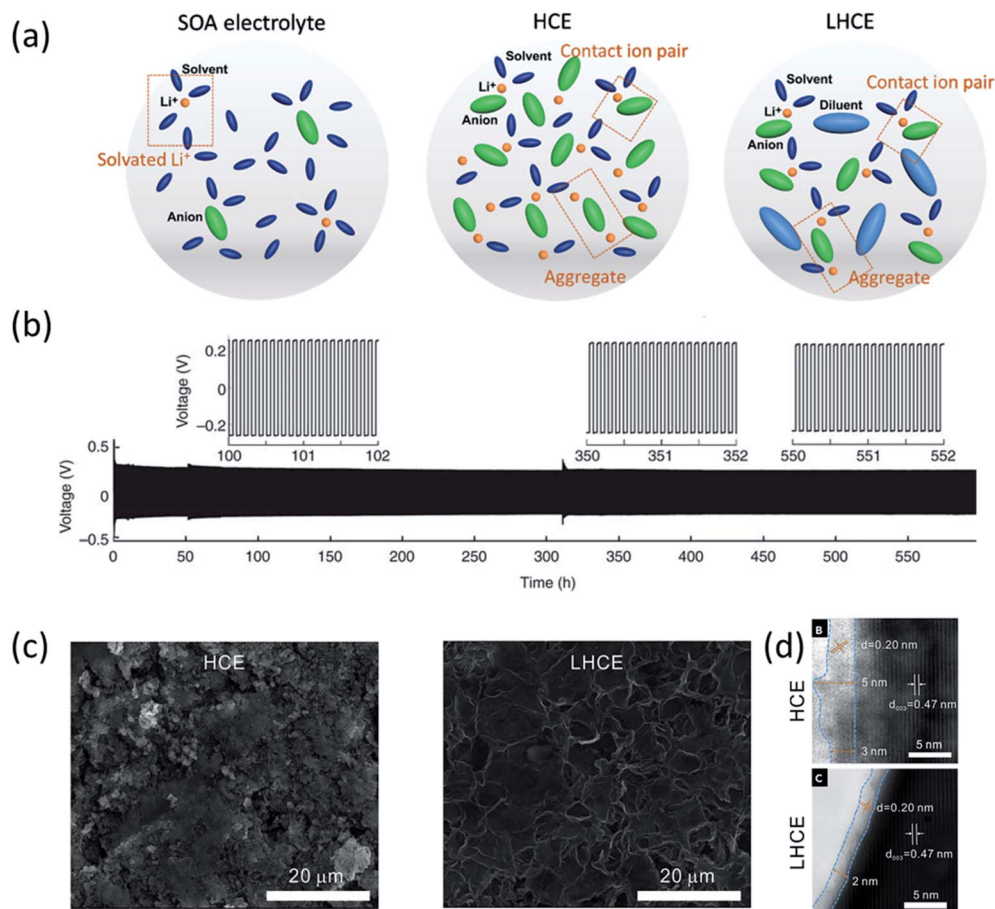 (a)
SOA electrolyte
HCE
LHCE
Solvent
Li⁺
Solvated Li⁺
Anion
Solvent
Contact ion pair
Li⁺
Anion
Aggregate
Solvent
Contact ion pair
Li⁺
Diluent
Anion
Aggregate
(b)
Voltage (V)
0.2
0
−0.2
100 101 102
350 351 352
550 551 552
Voltage (V)
0.5
0
−0.5
0 50 100 150 200 250 300 350 400 450 500 550
Time (h)
(c)
HCE
20 μm
LHCE
20 μm
(d)
HCE
B
d=0.20 nm
5 nm
d₀₀₃=0.47 nm
3 nm
5 nm
LHCE
C
d=0.20 nm
d₀₀₃=0.47 nm
2 nm
5 nm